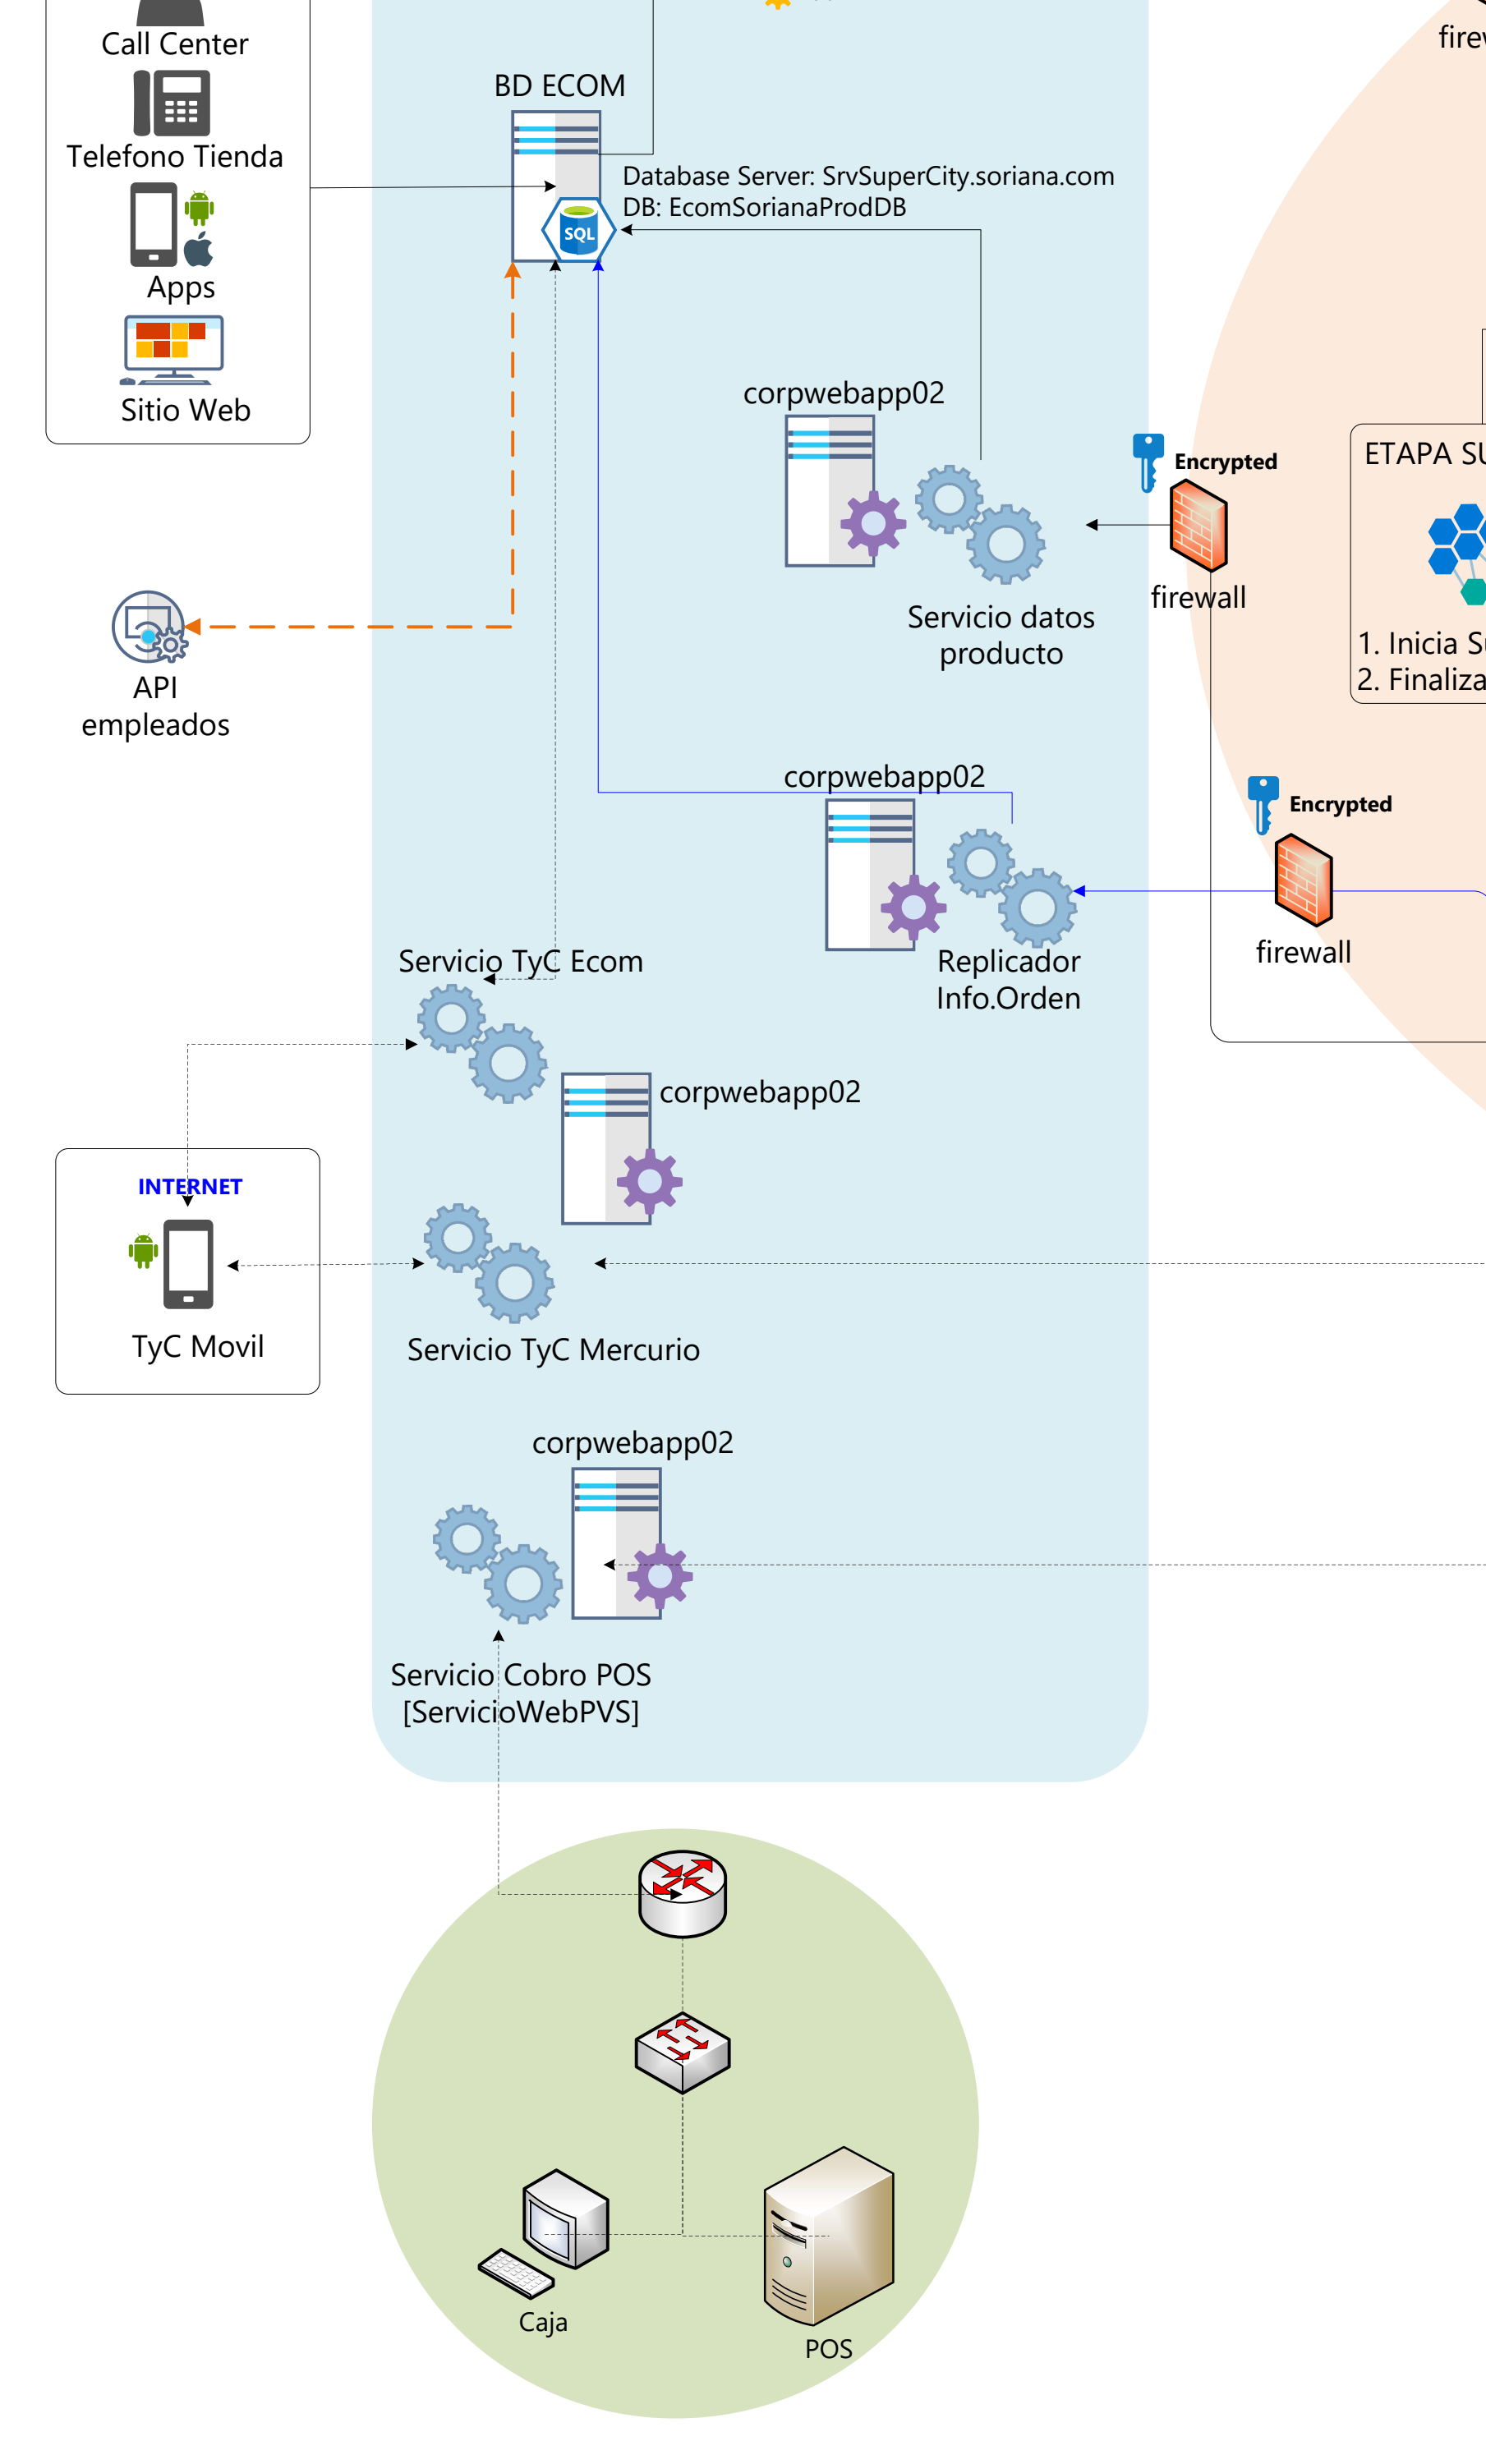 Call Center
Telefono Tienda
Apps
Sitio Web
BD ECOM
Database Server: SrvSuperCity.soriana.com
DB: EcomSorianaProdDB
SQL
corpwebapp02
Servicio datos
producto
Encrypted
firewall
ETAPA
1. Inicia
2. Finaliza
API
empleados
corpwebapp02
Replicador
Info.Orden
Encrypted
firewall
Servicio TyC Ecom
corpwebapp02
INTERNET
TyC Movil
Servicio TyC Mercurio
corpwebapp02
Servicio Cobro POS
[ServicioWebPVS]
Caja
POS